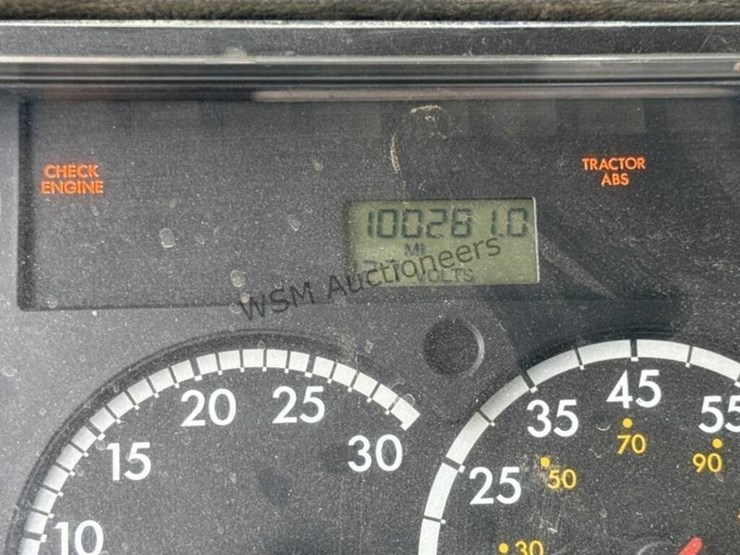 CHECK
ENGINE
TRACTOR
ABS
100281.0
MI
VOLTS
WSM Auctioneers
10
15
20
25
30
25
35
45
55
30
50
70
90